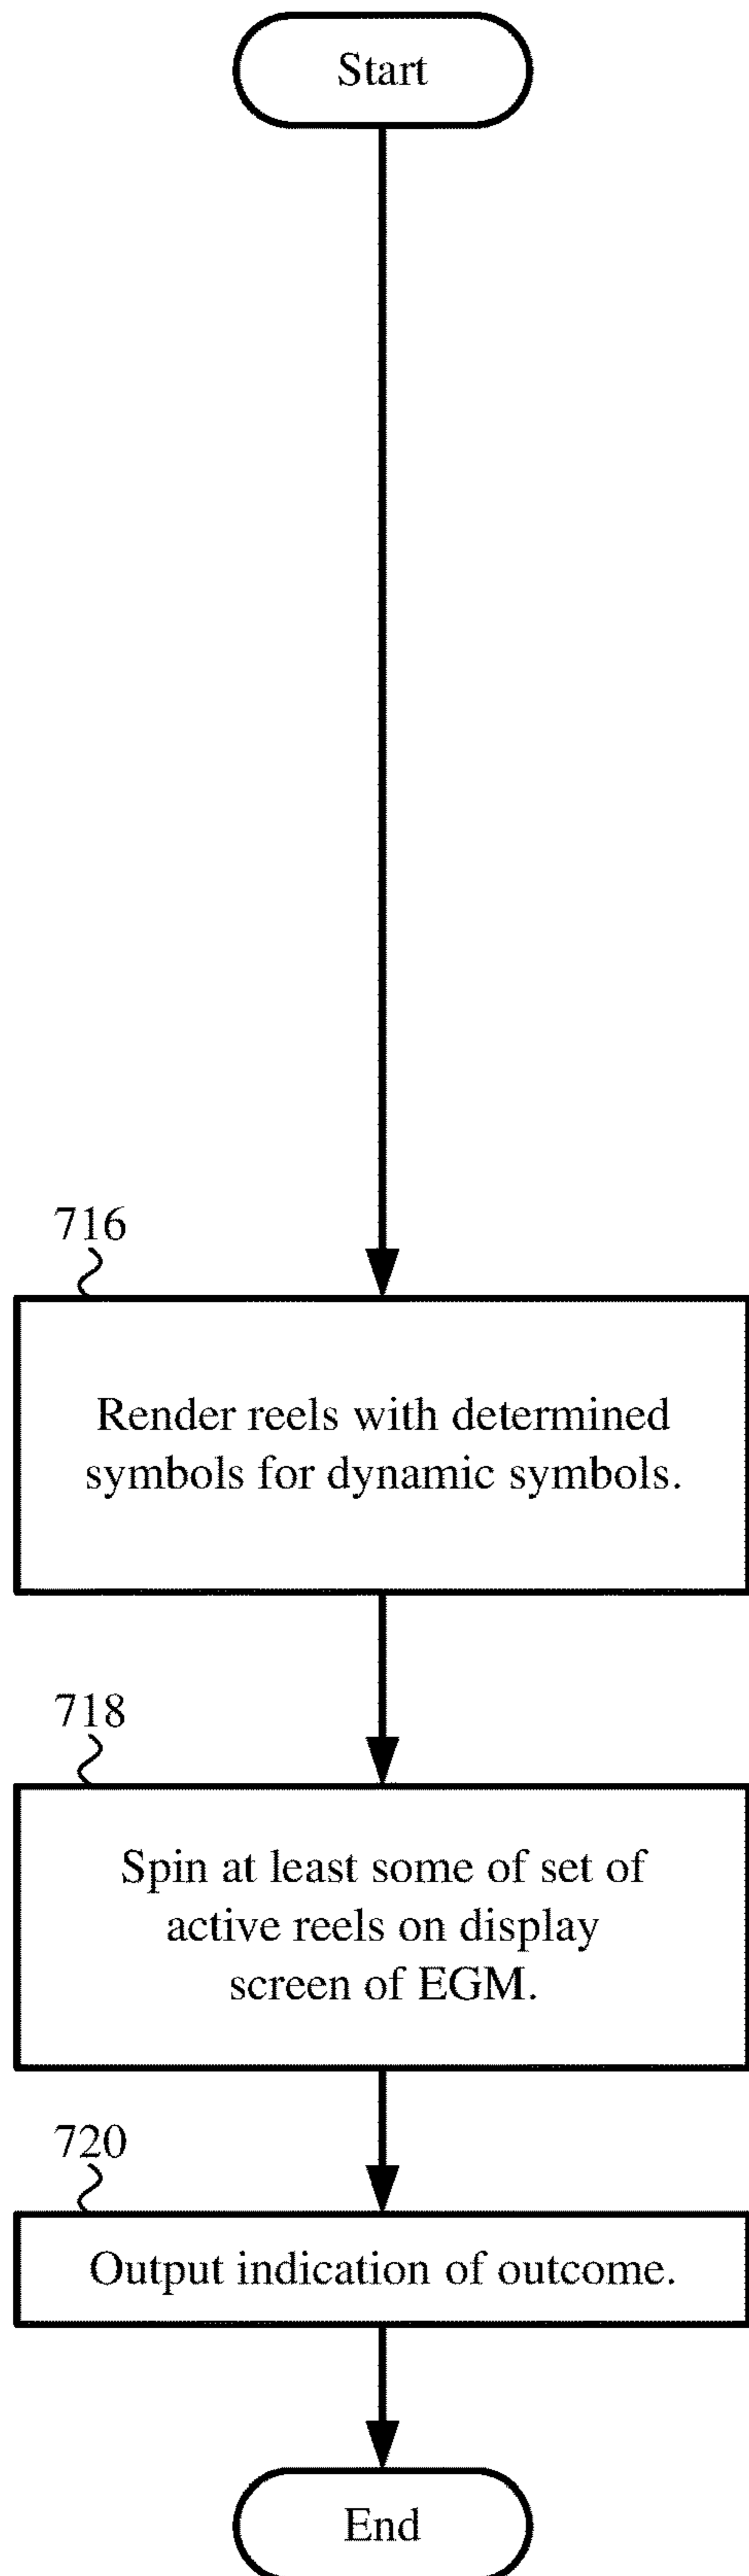 Start
716
Render reels with determined
symbols for dynamic symbols.
718
Spin at least some of set of
active reels on display
screen of EGM.
720
Output indication of outcome.
End